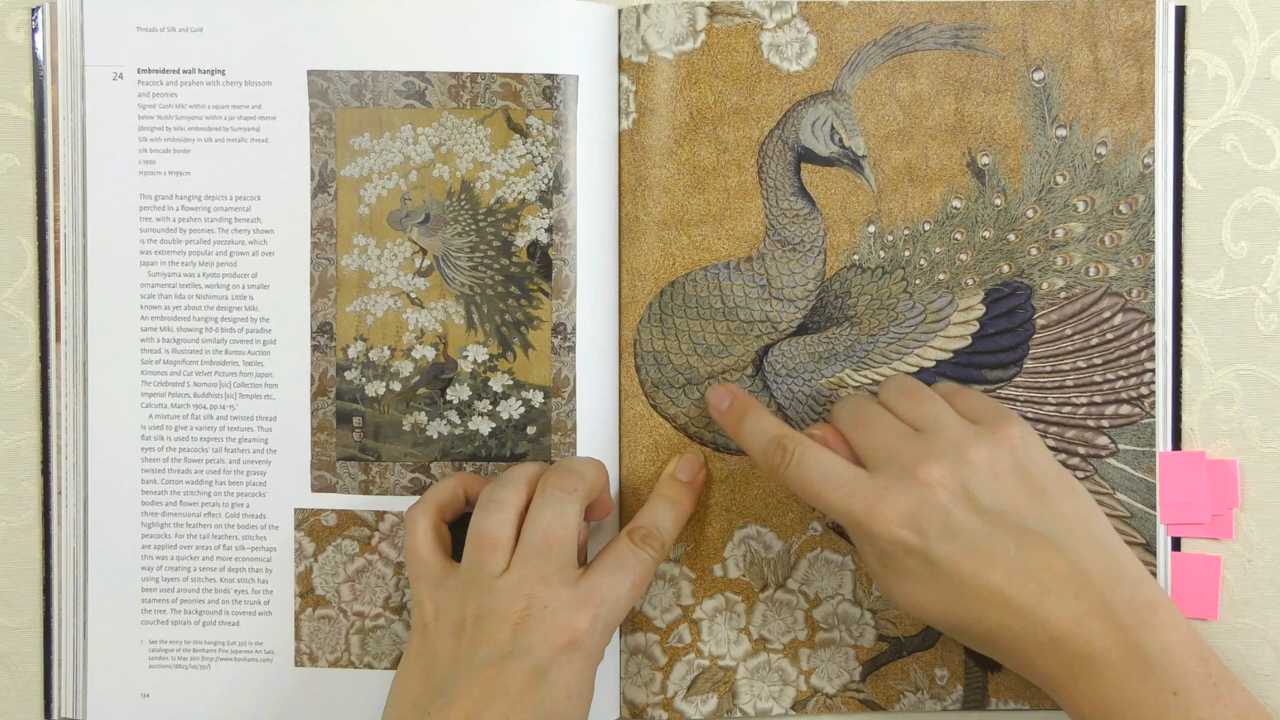 Threads of Silk and Gold
24
Embroidered wall hanging
Peacock and peahen with cherry blossom
and peonies
Signed 'Gashi Miki' within a square reserve and
below 'Nuishi Sumiyama' within a jar-shaped reserve
(designed by Miki, embroidered by Sumiyama)
Silk with embroidery in silk and metallic thread;
silk brocade border
c.1900
H300cm x W199cm
This grand hanging depicts a peacock
perched in a flowering ornamental
tree, with a peahen standing beneath,
surrounded by peonies. The cherry shown
is the double-petalled yaezakura, which
was extremely popular and grown all over
Japan in the early Meiji period.
Sumiyama was a Kyoto producer of
ornamental textiles, working on a smaller
scale than Iida or Nishimura. Little is
known as yet about the designer Miki.
An embroidered hanging designed by the
same Miki, showing hō-ō birds of paradise
with a background similarly covered in gold
thread, is illustrated in the Bureau Auction
Sale of Magnificent Embroideries, Textiles,
Kimonos and Cut Velvet Pictures from Japan.
The Celebrated S. Nomora [sic] Collection from
Imperial Palaces, Buddhists [sic] Temples etc.,
Calcutta, March 1904, pp.14–15.¹
A mixture of flat silk and twisted thread
is used to give a variety of textures. Thus
flat silk is used to express the gleaming
eyes of the peacocks' tail feathers and the
sheen of the flower petals, and unevenly
twisted threads are used for the grassy
bank. Cotton wadding has been placed
beneath the stitching on the peacocks'
bodies and flower petals to give a
three-dimensional effect. Gold threads
highlight the feathers on the bodies of the
peacocks. For the tail feathers, stitches
are applied over areas of flat silk—perhaps
this was a quicker and more economical
way of creating a sense of depth than by
using layers of stitches. Knot stitch has
been used around the birds' eyes, for the
stamens of peonies and on the trunk of
the tree. The background is covered with
couched spirals of gold thread.
1 See the entry for this hanging (Lot 331) in the
catalogue of the Bonhams Fine Japanese Art Sale,
London, 12 May 2011 (http://www.bonhams.com/
auctions/18823/lot/331/)
134